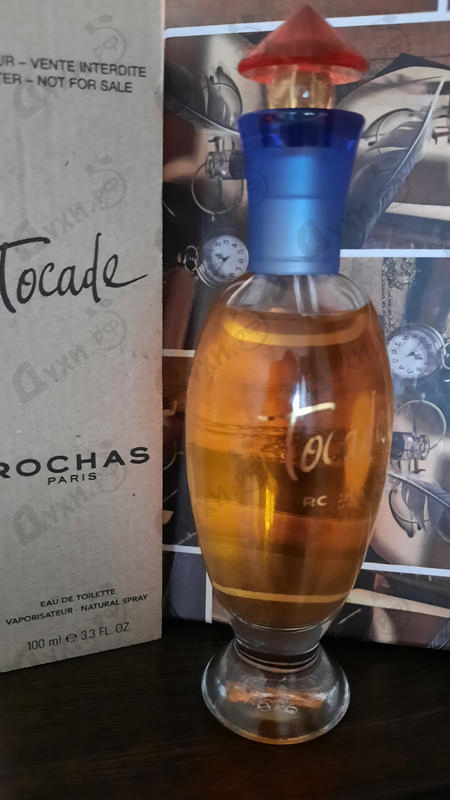 UR – VENTE INTERDITE
TER – NOT FOR SALE
Tocade
ROCHAS
PARIS
EAU DE TOILETTE
VAPORISATEUR · NATURAL SPRAY
100 ml e 3.3 FL. OZ.
Tocade
Духи.рф